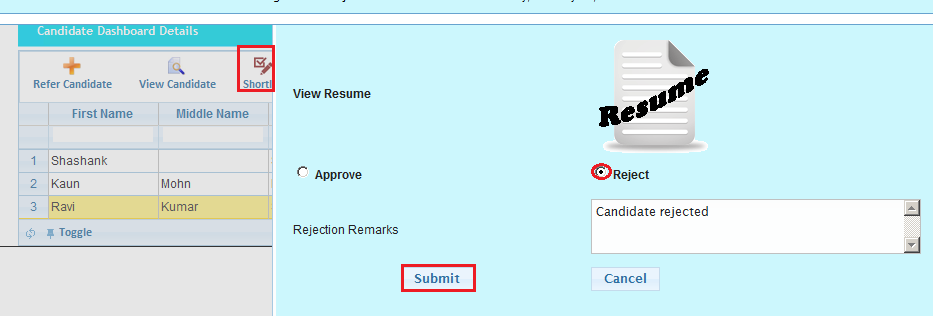 Candidate Dashboard Details
Refer Candidate View Candidate
First Name Middle Name
1 Shashank
2 Kaun Mohn
3 Ravi Kumar
Toggle
View Resume
Resume
Approve Reject
Rejection Remarks
Candidate rejected
Submit Cancel